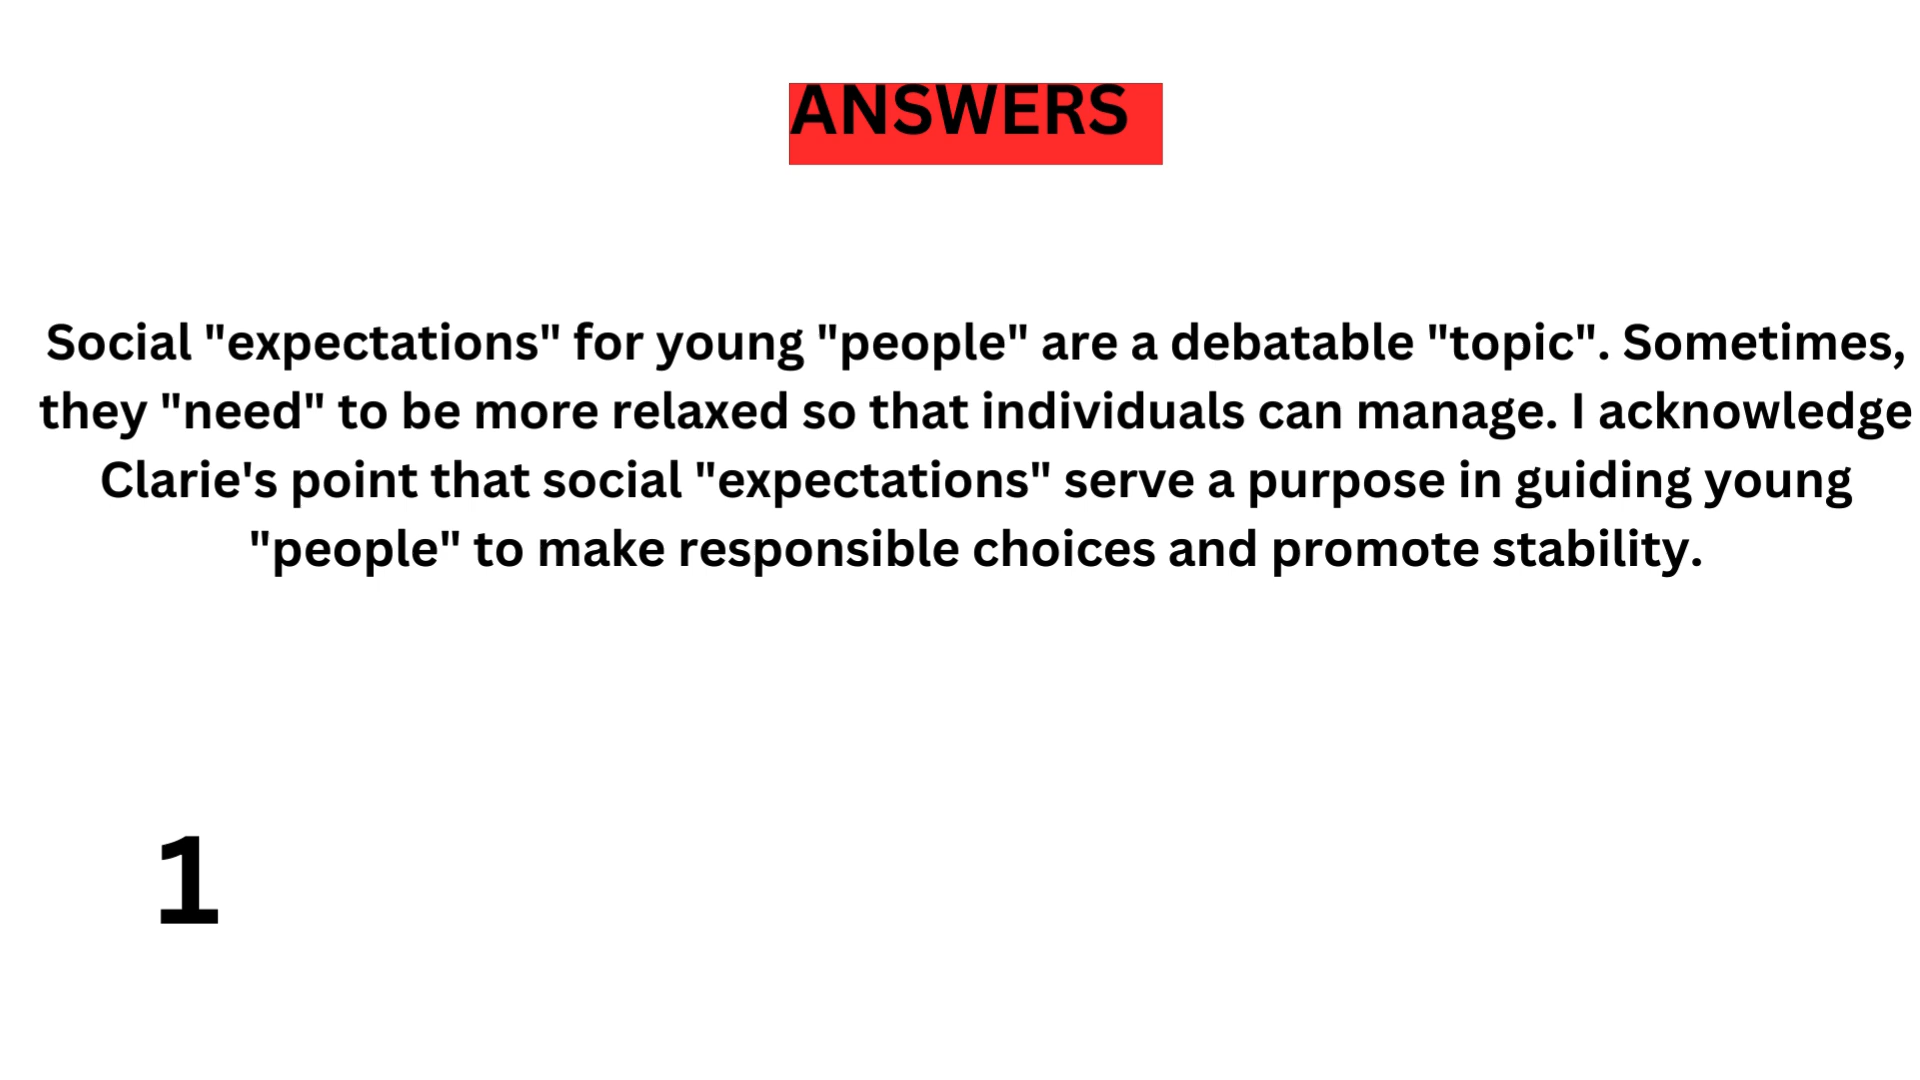 ANSWERS
Social "expectations" for young "people" are a debatable "topic". Sometimes,
they "need" to be more relaxed so that individuals can manage. I acknowledge
Clarie's point that social "expectations" serve a purpose in guiding young
"people" to make responsible choices and promote stability.
1